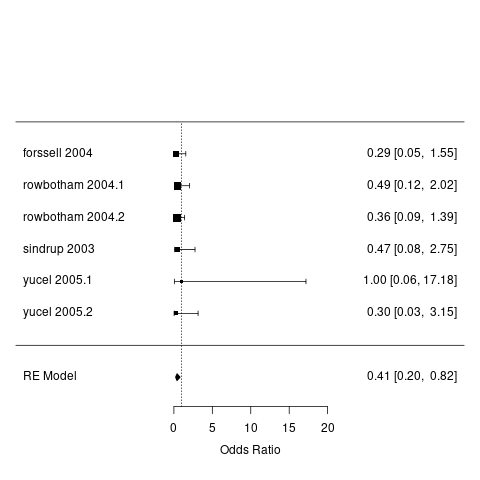 forssell 2004 0.29 [0.05, 1.55]
rowbotham 2004.1 0.49 [0.12, 2.02]
rowbotham 2004.2 0.36 [0.09, 1.39]
sindrup 2003 0.47 [0.08, 2.75]
yucel 2005.1 1.00 [0.06, 17.18]
yucel 2005.2 0.30 [0.03, 3.15]
RE Model 0.41 [0.20, 0.82]
0 5 10 15 20
Odds Ratio